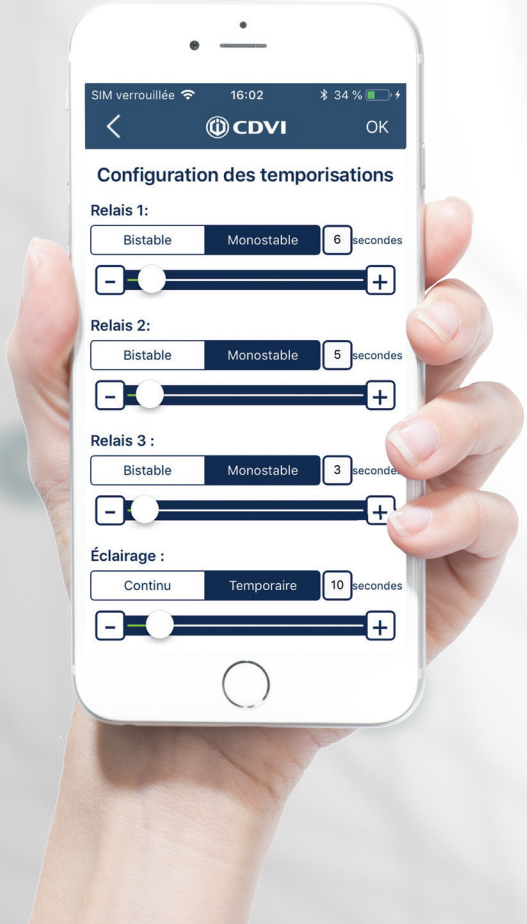 SIM verrouillée 16:02 34 %
CDVI OK
Configuration des temporisations
Relais 1:
Bistable Monostable 6 secondes
- +
Relais 2:
Bistable Monostable 5 secondes
- +
Relais 3 :
Bistable Monostable 3 secondes
- +
Éclairage :
Continu Temporaire 10 secondes
- +